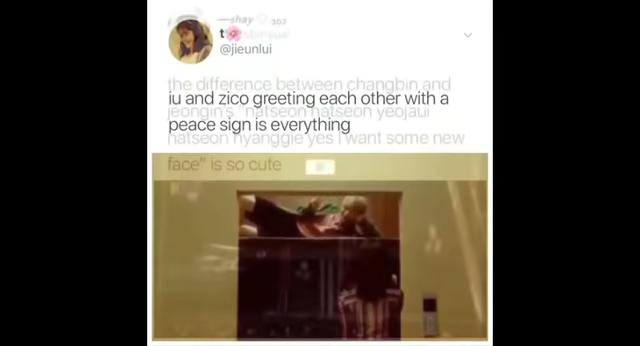 —shay 307
@jieunlui
iu and zico greeting each other with a
peace sign is everything
the difference between changbin and
jeongin's "natseon natseon yeojaui
natseon hyanggie yes i want some new
face" is so cute